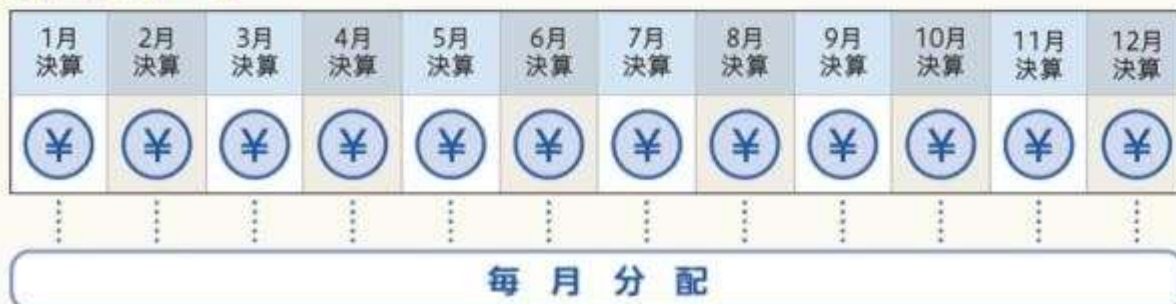 1月 2月 3月 4月 5月 6月 7月 8月 9月 10月 11月 12月
決算 決算 決算 決算 決算 決算 決算 決算 決算 決算 決算 決算
¥ ¥ ¥ ¥ ¥ ¥ ¥ ¥ ¥ ¥ ¥ ¥
毎月分配